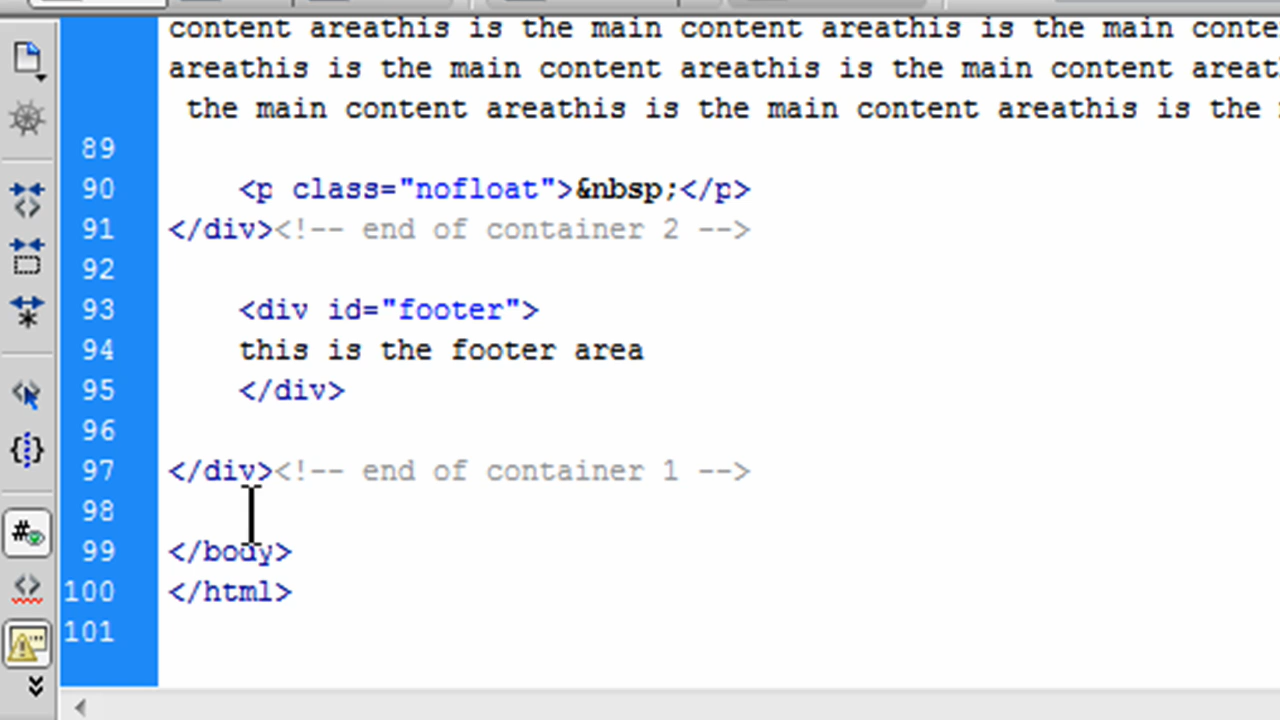 content areathis is the main content areathis is the main conte
areathis is the main content areathis is the main content areat
the main content areathis is the main content areathis is the
89
90 <p class="nofloat">&nbsp;</p>
91 </div><!-- end of container 2 -->
92
93 <div id="footer">
94 this is the footer area
95 </div>
96
97 </div><!-- end of container 1 -->
98
99 </body>
100 </html>
101